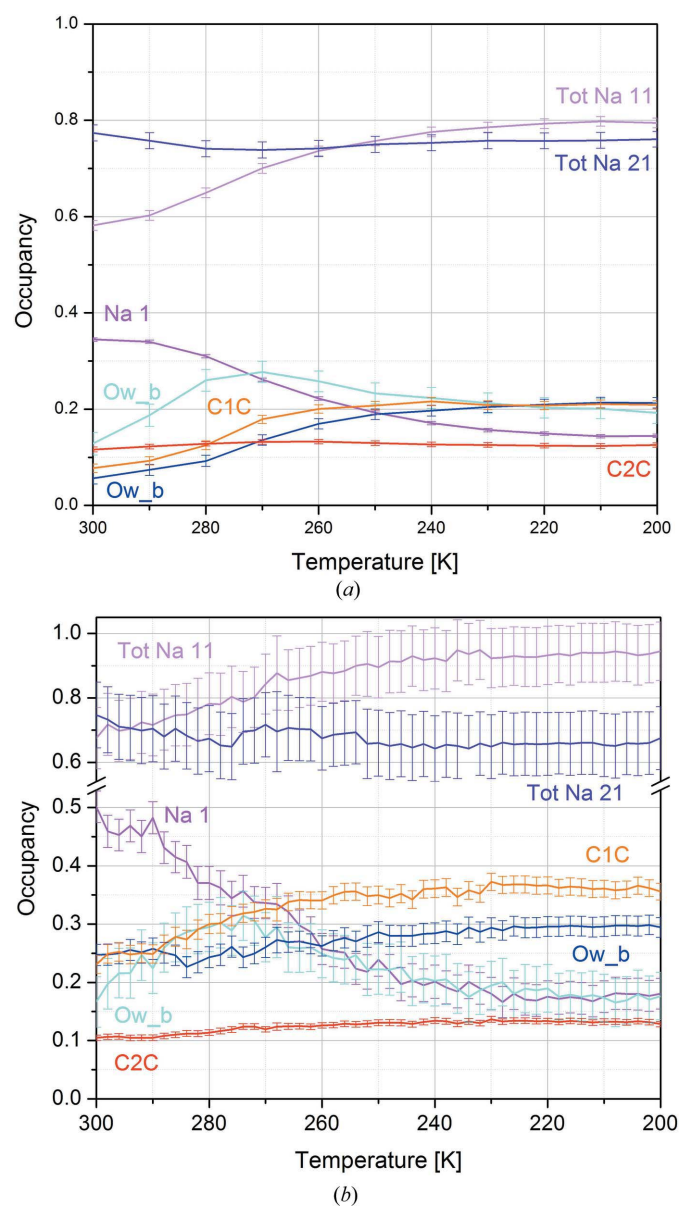 1.0
Tot Na 11
0.8
Tot Na 21
0.6
Occupancy
0.4
Na 1
Ow_b
C1C
0.2
C2C
Ow_b
0.0
300 280 260 240 220 200
Temperature [K]
(a)
1.0
Tot Na 11
0.8
0.6
Tot Na 21
0.5
Na 1
C1C
0.4
Occupancy
0.3
Ow_b
0.2
Ow_b
0.1
C2C
0.0
300 280 260 240 220 200
Temperature [K]
(b)